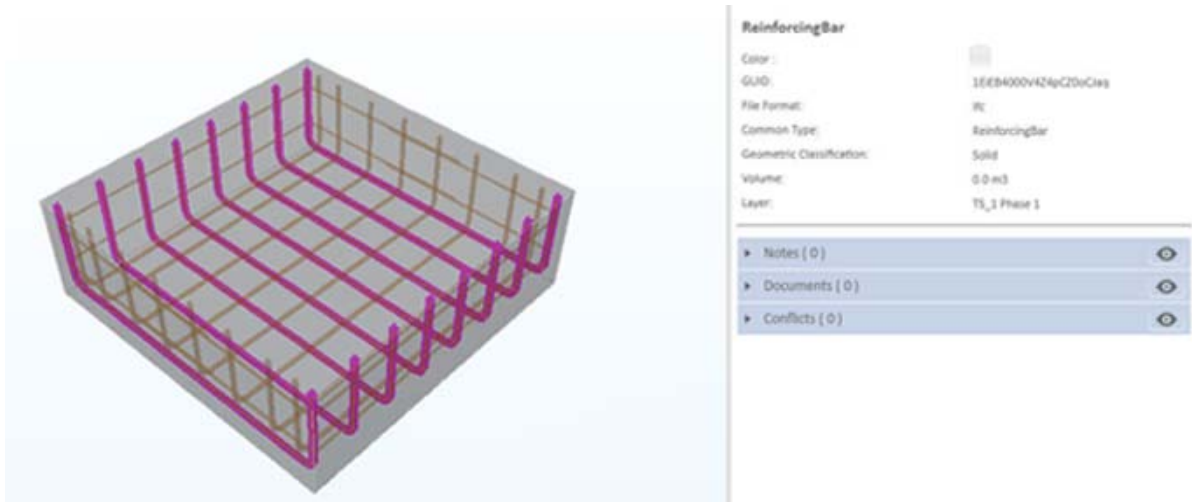 ReinforcingBar
Color :
GUID:
File Format: ifc
Common Type: ReinforcingBar
Geometric Classification: Solid
Volume: 0.0 m3
Layer: TS_1 Phase 1
Notes ( 0 )
Documents ( 0 )
Conflicts ( 0 )